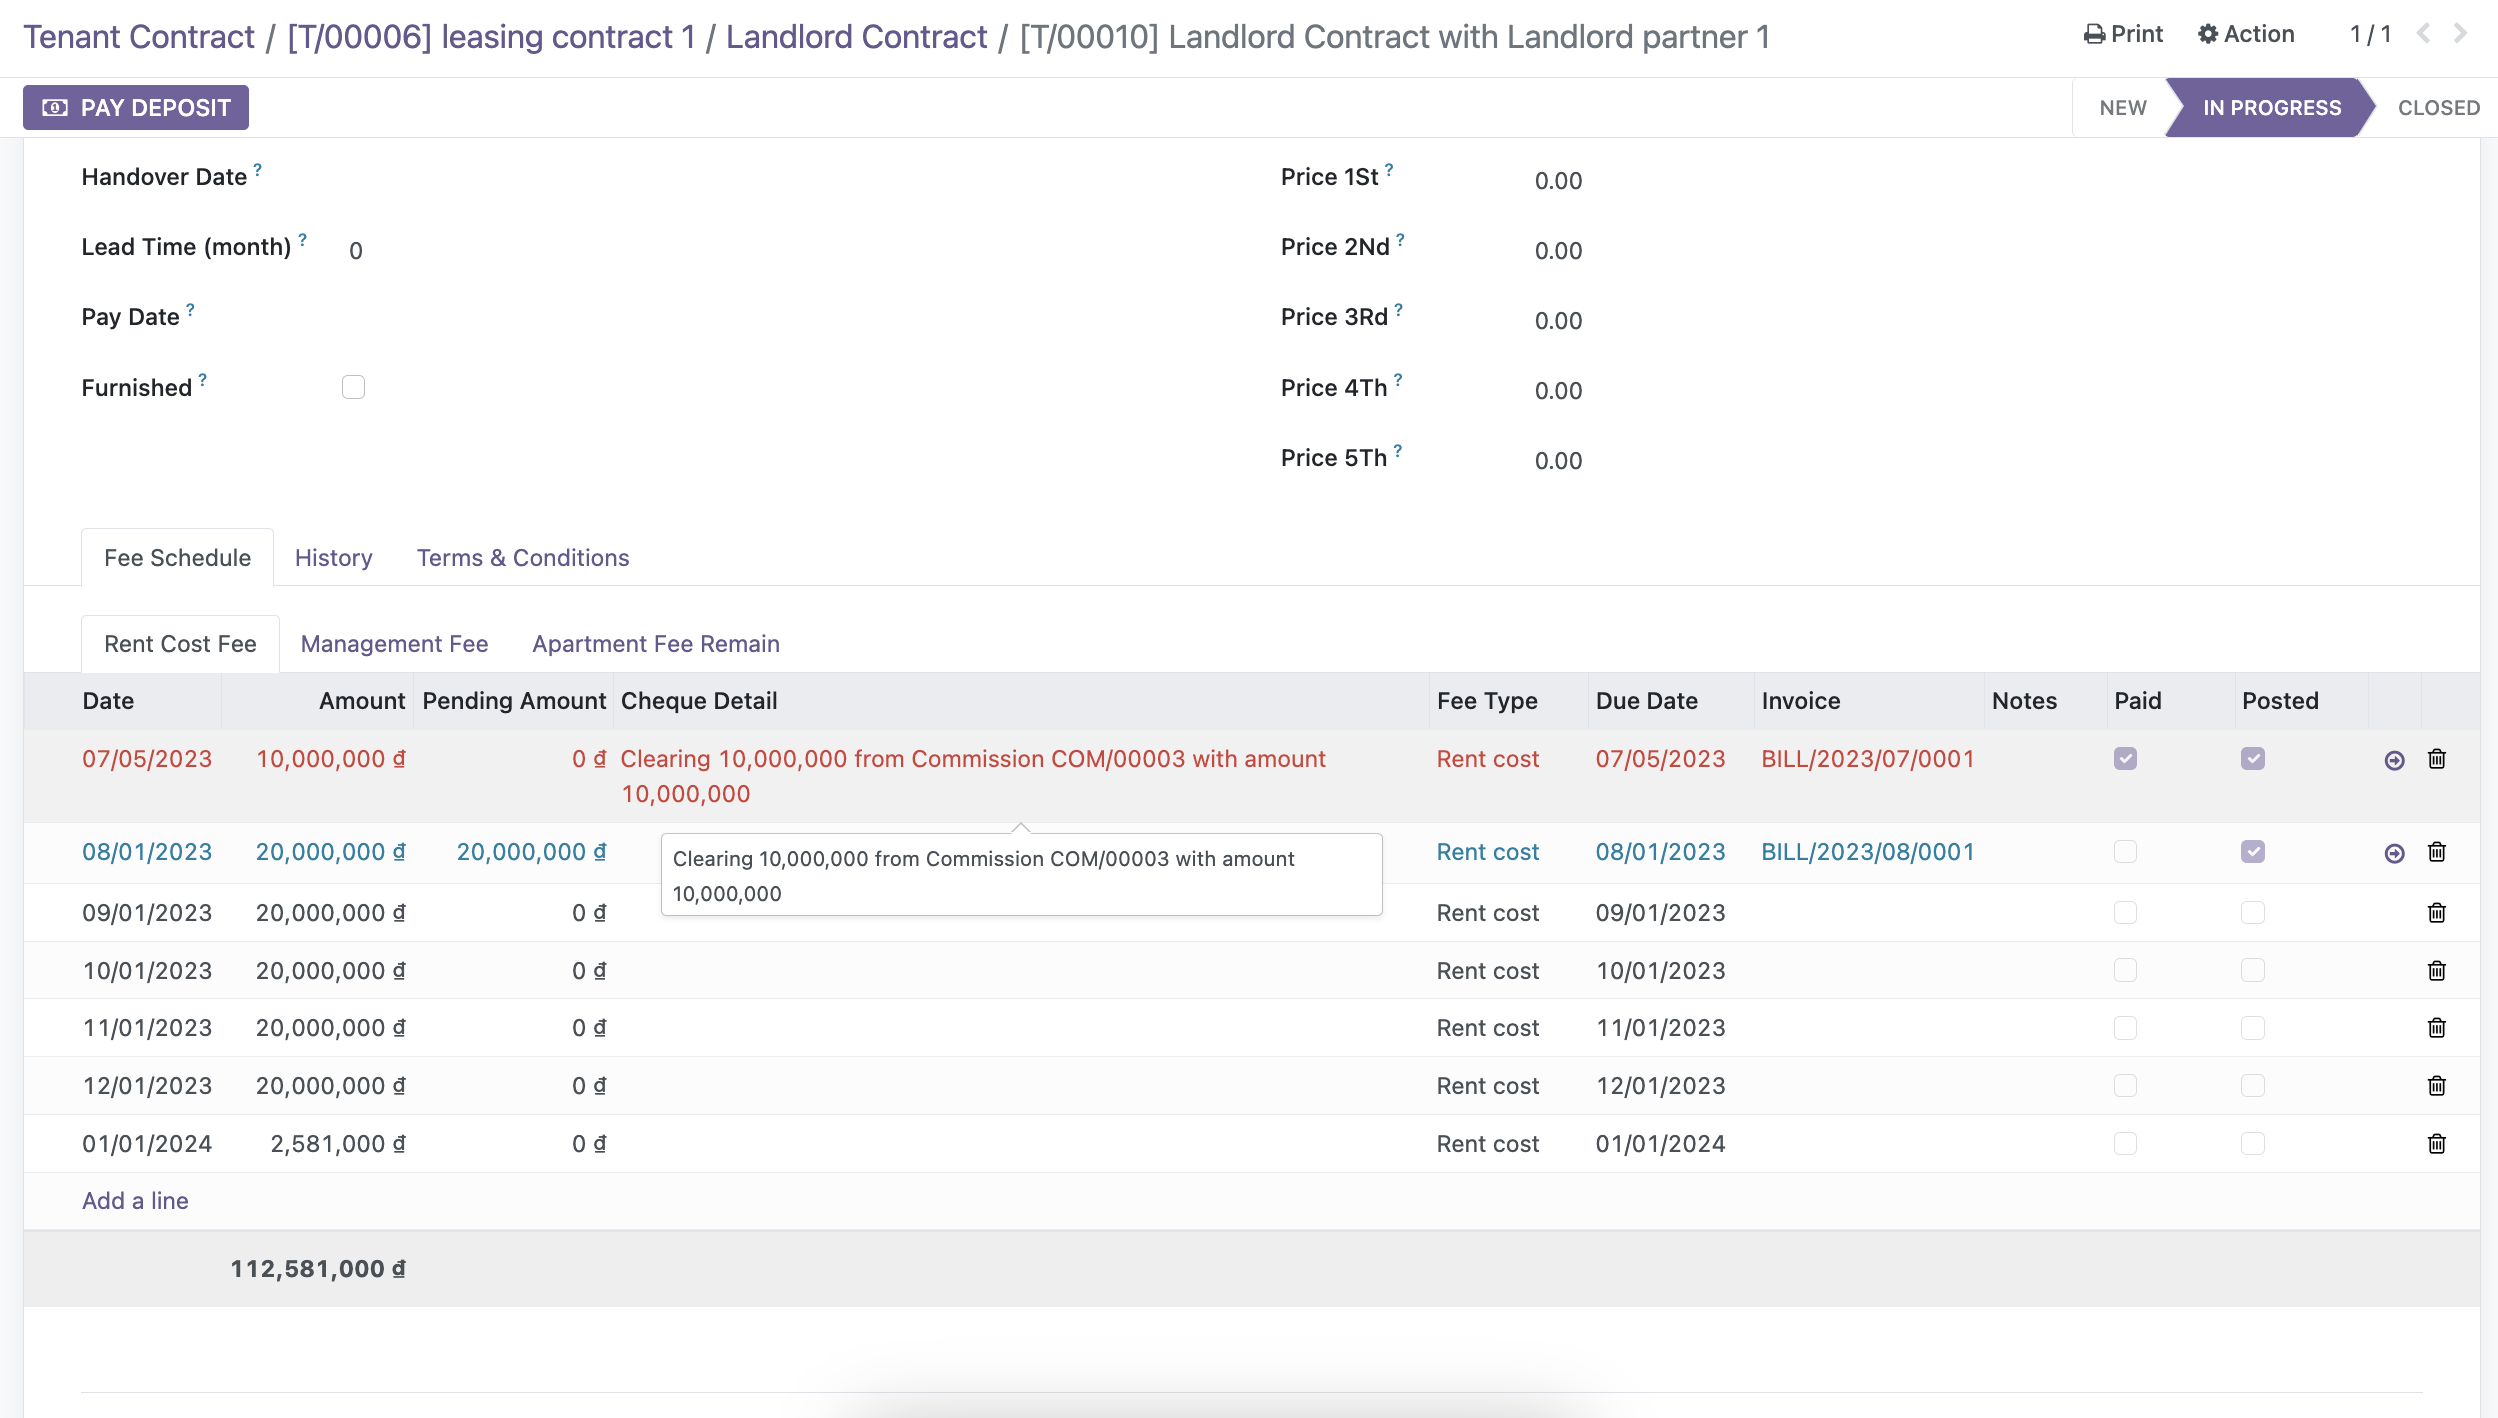 Tenant Contract / [T/00006] leasing contract 1 / Landlord Contract / [T/00010] Landlord Contract with Landlord partner 1
Print Action 1 / 1
PAY DEPOSIT
NEW IN PROGRESS CLOSED
Handover Date ? Price 1St ? 0.00
Lead Time (month) ? 0 Price 2Nd ? 0.00
Pay Date ? Price 3Rd ? 0.00
Furnished ? Price 4Th ? 0.00
Price 5Th ? 0.00
Fee Schedule History Terms & Conditions
Rent Cost Fee Management Fee Apartment Fee Remain
Date Amount Pending Amount Cheque Detail Fee Type Due Date Invoice Notes Paid Posted
07/05/2023 10,000,000 ₫ 0 ₫ Clearing 10,000,000 from Commission COM/00003 with amount Rent cost 07/05/2023 BILL/2023/07/0001
10,000,000
08/01/2023 20,000,000 ₫ 20,000,000 ₫ Rent cost 08/01/2023 BILL/2023/08/0001
Clearing 10,000,000 from Commission COM/00003 with amount
10,000,000
09/01/2023 20,000,000 ₫ 0 ₫ Rent cost 09/01/2023
10/01/2023 20,000,000 ₫ 0 ₫ Rent cost 10/01/2023
11/01/2023 20,000,000 ₫ 0 ₫ Rent cost 11/01/2023
12/01/2023 20,000,000 ₫ 0 ₫ Rent cost 12/01/2023
01/01/2024 2,581,000 ₫ 0 ₫ Rent cost 01/01/2024
Add a line
112,581,000 ₫